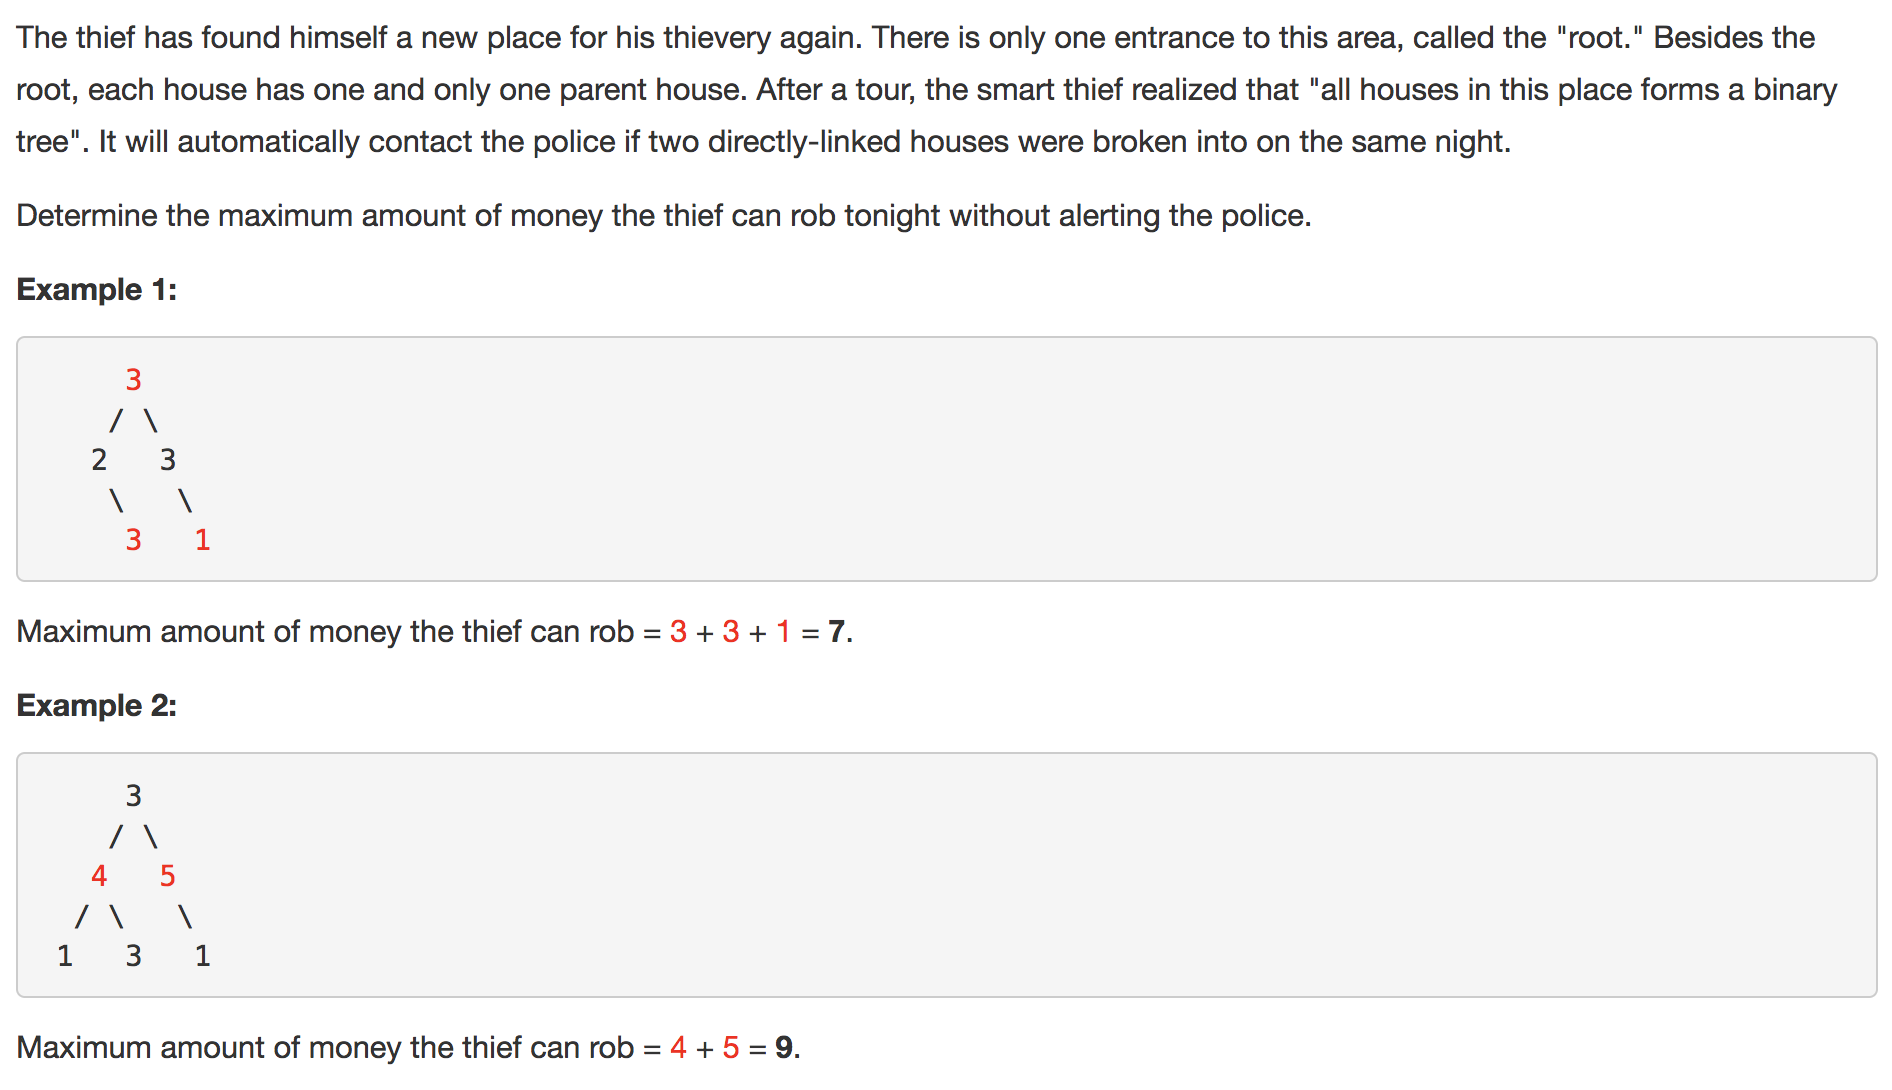 The thief has found himself a new place for his thievery again. There is only one entrance to this area, called the "root." Besides the
root, each house has one and only one parent house. After a tour, the smart thief realized that "all houses in this place forms a binary
tree". It will automatically contact the police if two directly-linked houses were broken into on the same night.
Determine the maximum amount of money the thief can rob tonight without alerting the police.
Example 1:
     3
    / \
   2   3
    \   \
     3   1
Maximum amount of money the thief can rob = 3 + 3 + 1 = 7.
Example 2:
     3
    / \
   4   5
  / \   \
 1   3   1
Maximum amount of money the thief can rob = 4 + 5 = 9.